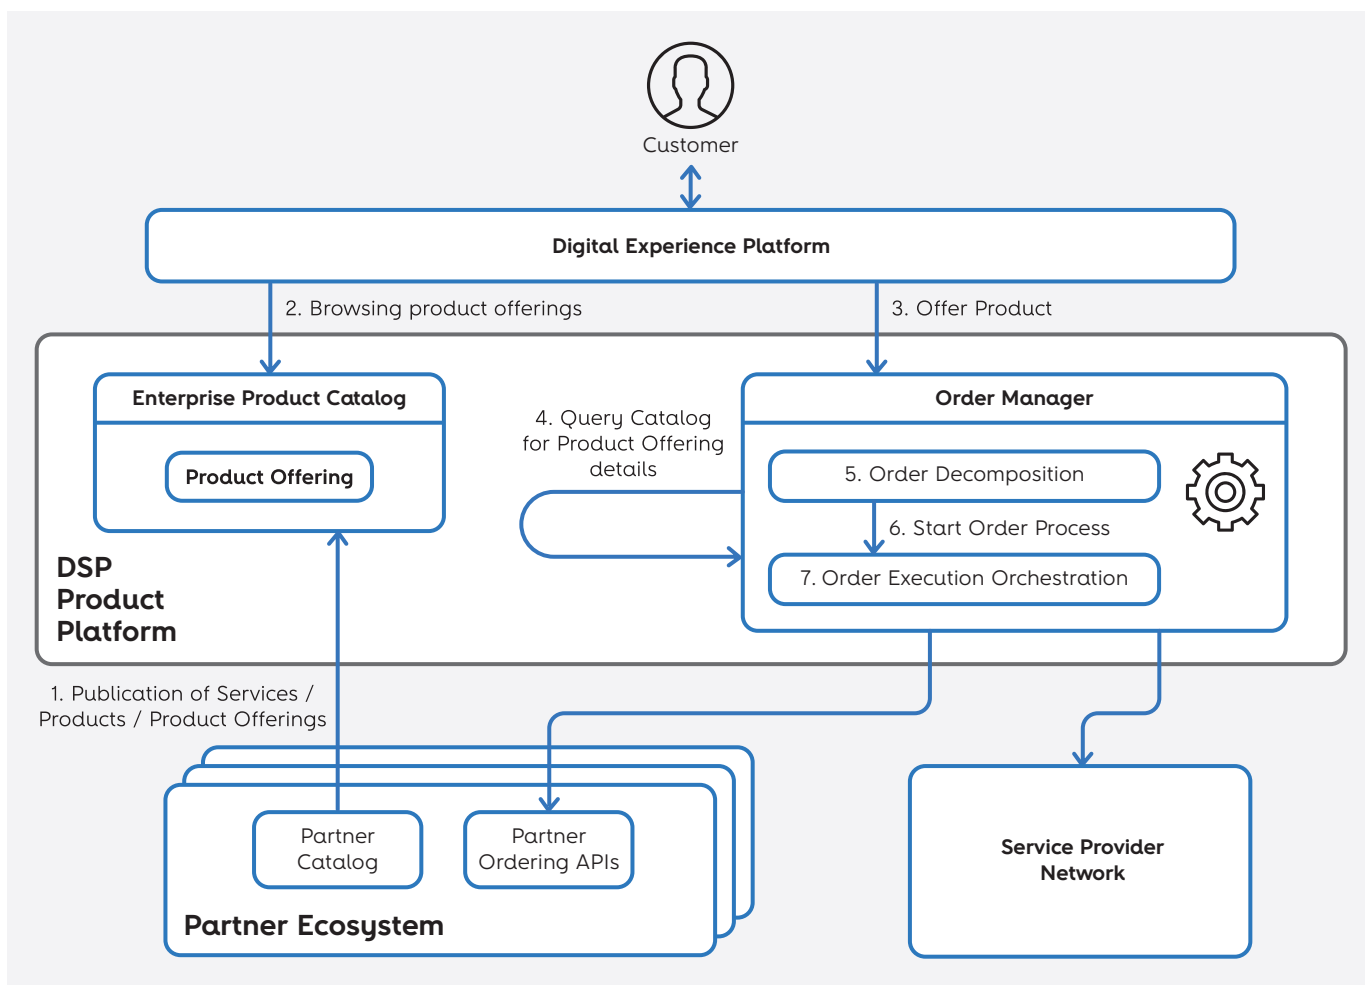 Customer
Digital Experience Platform
2. Browsing product offerings
3. Offer Product
Enterprise Product Catalog
Product Offering
4. Query Catalog
for Product Offering
details
Order Manager
5. Order Decomposition
6. Start Order Process
7. Order Execution Orchestration
DSP
Product
Platform
1. Publication of Services /
Products / Product Offerings
Partner
Catalog
Partner
Ordering APIs
Partner Ecosystem
Service Provider
Network